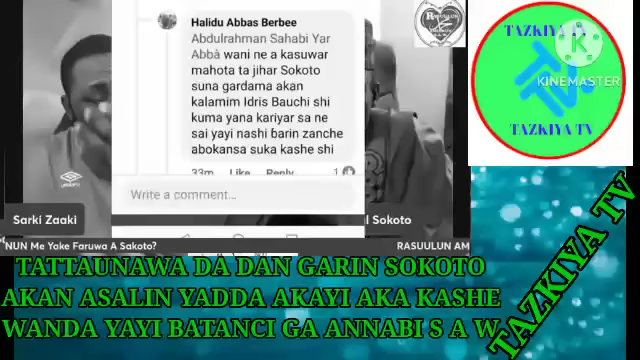 Halidu Abbas Berbee
Abdulrahman Sahabi Yar
Abbà wani ne a kasuwar
mahota ta jihar Sokoto
suna gardama akan
kalamim Idris Bauchi shi
kuma yana kariyar sa ne
sai yayi nashi ɓarin zanche
abokansa suka kashe shi
33m Like Reply 1
Write a comment...
TAZKIYA TV
KINEMASTER
TAZKIYA TV
Sarki Zaaki
l Sokoto
NUN Me Yake Faruwa A Sakoto?
RASUULUN AM
TATTAUNAWA DA DAN GARIN SOKOTO
AKAN ASALIN YADDA AKAYI AKA KASHE
WANDA YAYI BATANCI GA ANNABI S A W
TAZKIYA TV